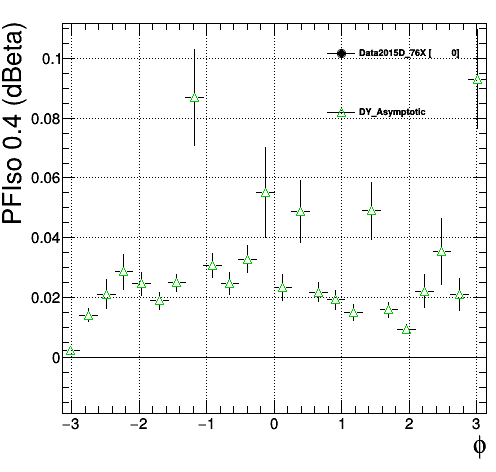 PFIso 0.4 (dBeta)
0.1
0.08
0.06
0.04
0.02
0
Data2015D_76X [ 0]
DY_Asymptotic
−3 −2 −1 0 1 2 3
ϕ